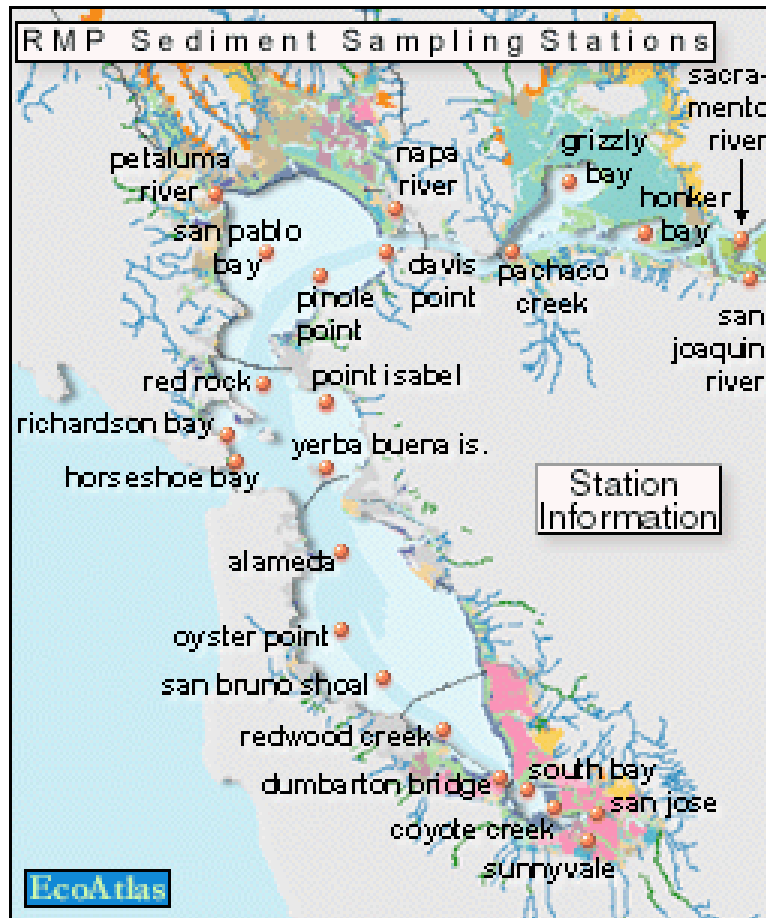 RMP Sediment Sampling Stations
sacra-
mento
river
petaluma
river
napa
river
grizzly
bay
honker
bay
san pablo
bay
davis
point
pachaco
creek
pinole
point
san
joaquin
river
red rock
point isabel
richardson bay
yerba buena is.
horseshoe bay
Station
Information
alameda
oyster point
san bruno shoal
redwood creek
south bay
dumbarton bridge
san jose
coyote creek
sunnyvale
EcoAtlas